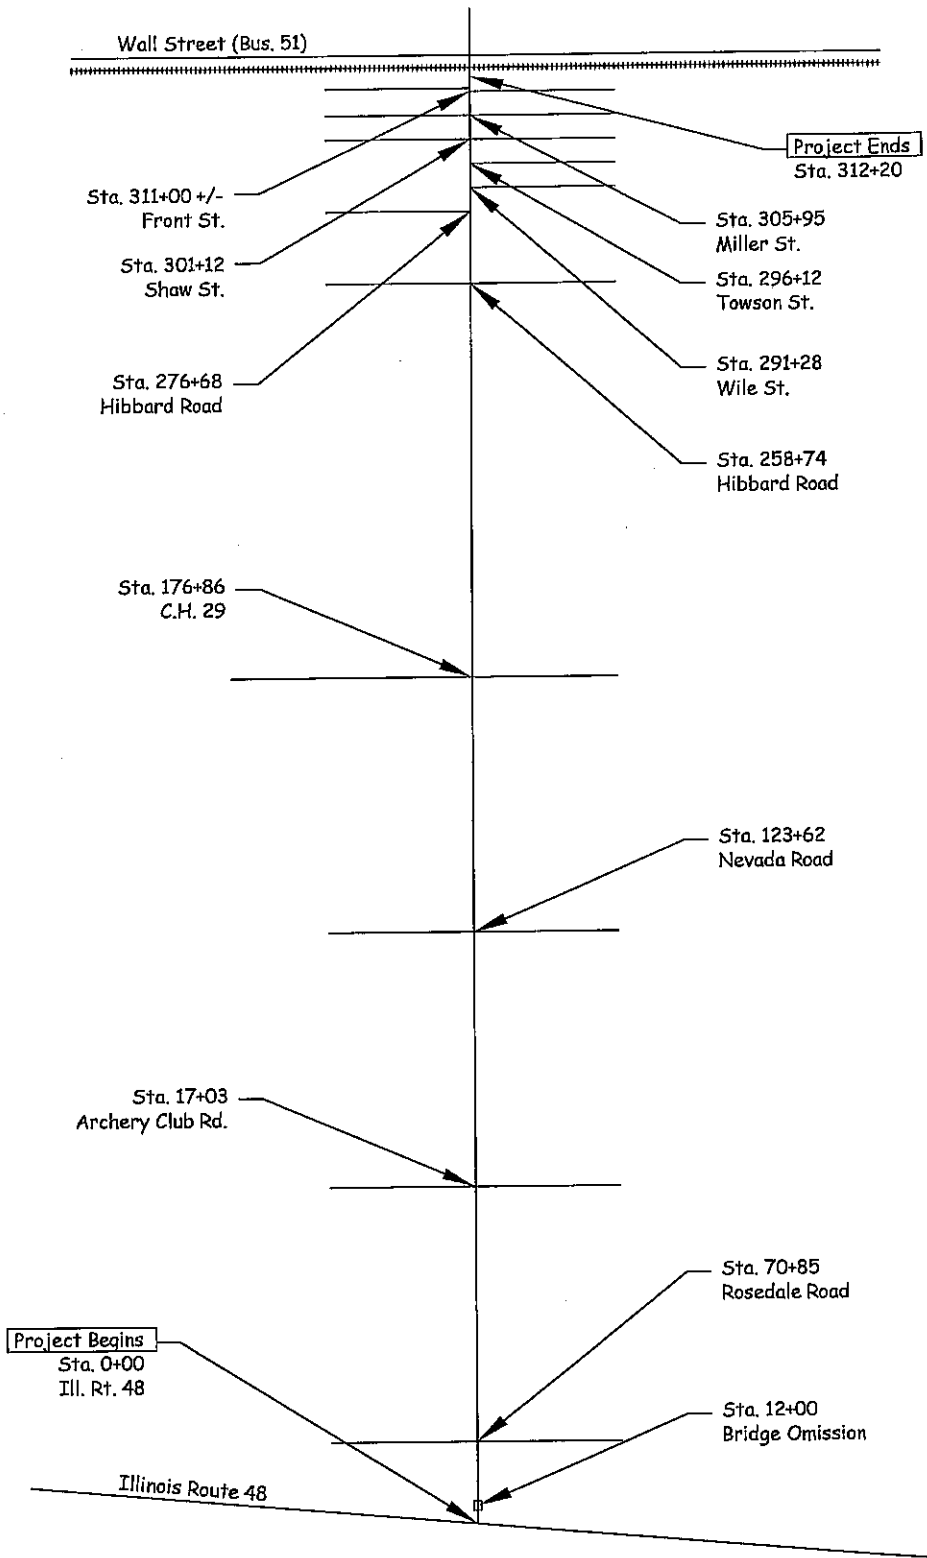 Wall Street (Bus. 51)
Project Ends
Sta. 312+20
Sta. 311+00 +/-
Front St.
Sta. 305+95
Miller St.
Sta. 301+12
Shaw St.
Sta. 296+12
Towson St.
Sta. 291+28
Wile St.
Sta. 276+68
Hibbard Road
Sta. 258+74
Hibbard Road
Sta. 176+86
C.H. 29
Sta. 123+62
Nevada Road
Sta. 17+03
Archery Club Rd.
Sta. 70+85
Rosedale Road
Project Begins
Sta. 0+00
Ill. Rt. 48
Sta. 12+00
Bridge Omission
Illinois Route 48